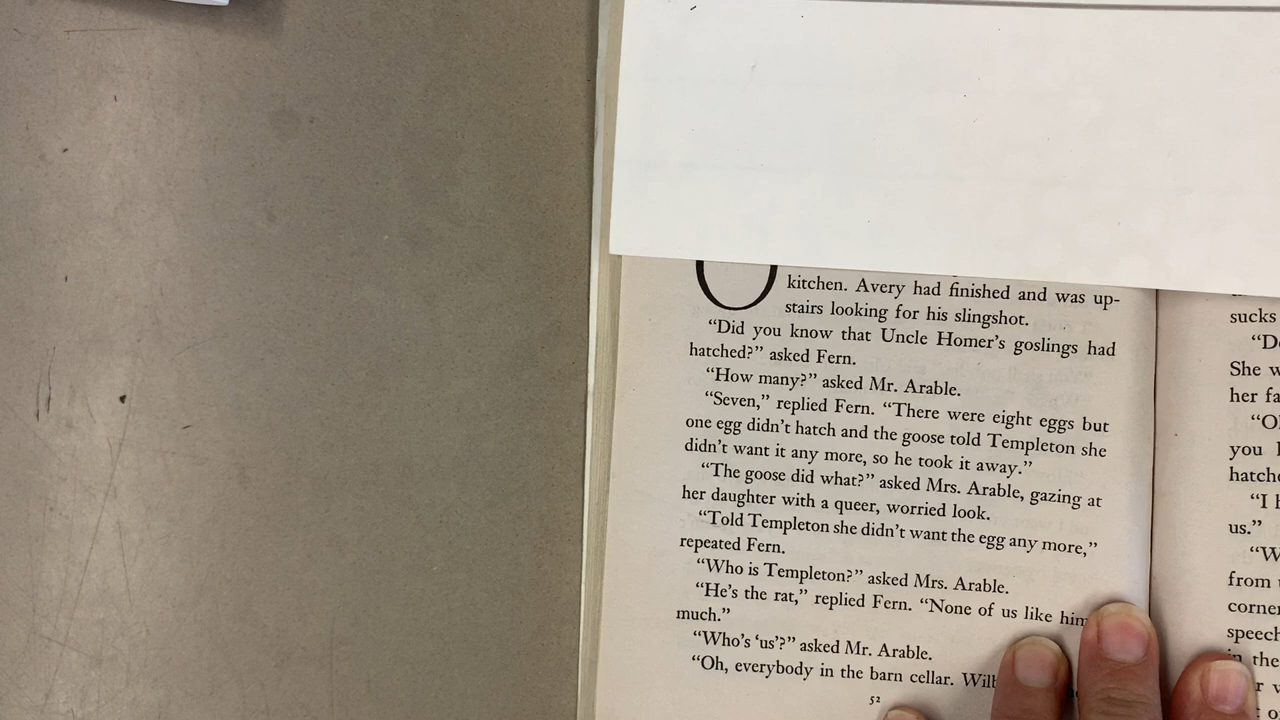 O
kitchen. Avery had finished and was up-
stairs looking for his slingshot.
“Did you know that Uncle Homer’s goslings had
hatched?” asked Fern.
“How many?” asked Mr. Arable.
“Seven,” replied Fern. “There were eight eggs but
one egg didn’t hatch and the goose told Templeton she
didn’t want it any more, so he took it away.”
“The goose did what?” asked Mrs. Arable, gazing at
her daughter with a queer, worried look.
“Told Templeton she didn’t want the egg any more,”
repeated Fern.
“Who is Templeton?” asked Mrs. Arable.
“He’s the rat,” replied Fern. “None of us like him
much.”
“Who’s ‘us’?” asked Mr. Arable.
“Oh, everybody in the barn cellar.
52
sucks
She
her
you
“I
us.”
from
in the